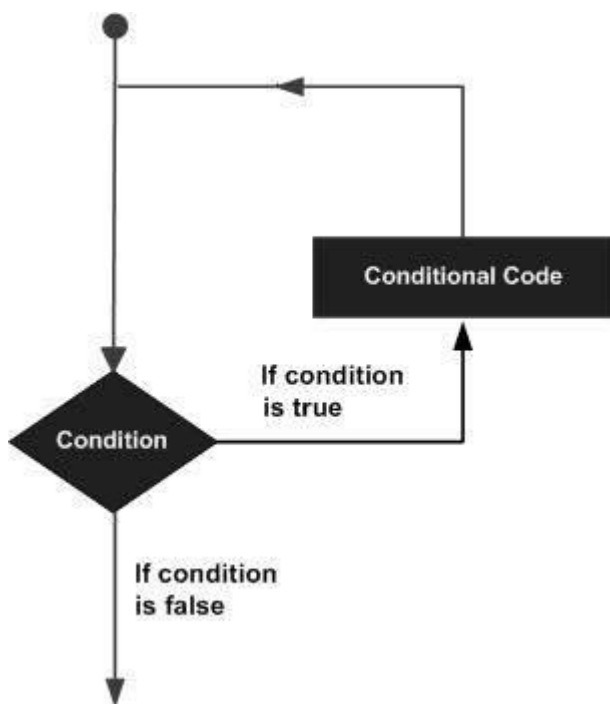 Conditional Code
If condition
is true
Condition
If condition
is false